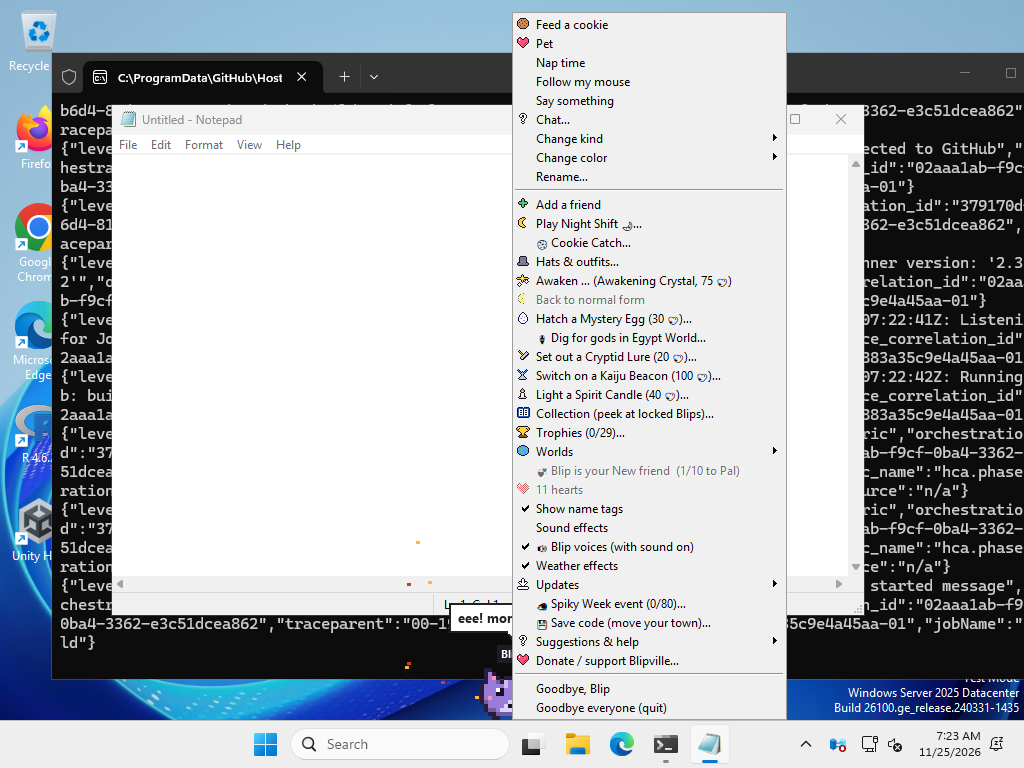 Recycle
Firefo
Googl
Chrom
Micros
Edge
R 4.6.
Unity H
C:\ProgramData\GitHub\Host
b6d4-8
3362-e3c51dcea862"
racepa
{"leve
ected to GitHub","
hestra
_id":"02aaa1ab-f9cf
ba4-33
a-01"}
{"leve
ation_id":"379170d
6d4-81
acepar
{"leve
nner version: '2.3
2'","o
relation_id":"02aa
b-f9cf
c9e4a45aa-01"}
{"leve
07:22:41Z: Listeni
for Jo
ce_correlation_id"
2aaa1a
383a35c9e4a45aa-01
{"leve
07:22:42Z: Running
b: bui
ce_correlation_id"
2aaa1a
383a35c9e4a45aa-01
{"leve
ric","orchestratio
d":"37
ab-f9cf-0ba4-3362-
51dcea
c_name":"hca.phase
ration
urce":"n/a"}
{"leve
ric","orchestratio
d":"37
ab-f9cf-0ba4-3362-
51dcea
c_name":"hca.phase
ration
urce":"n/a"}
{"leve
started message",
chestr
n_id":"02aaa1ab-f9
0ba4-3362-e3c51dcea862","traceparent":"00-1
35c9e4a45aa-01","jobName":"
ld"}
Untitled - Notepad
File Edit Format View Help
eee! mor
Bl
Feed a cookie
Pet
Nap time
Follow my mouse
Say something
Chat...
Change kind
Change color
Rename...
Add a friend
Play Night Shift 🌙...
Cookie Catch...
Hats & outfits...
Awaken ... (Awakening Crystal, 75 )
Back to normal form
Hatch a Mystery Egg (30 )...
Dig for gods in Egypt World...
Set out a Cryptid Lure (20 )...
Switch on a Kaiju Beacon (100 )...
Light a Spirit Candle (40 )...
Collection (peek at locked Blips)...
Trophies (0/29)...
Worlds
Blip is your New friend (1/10 to Pal)
11 hearts
Show name tags
Sound effects
Blip voices (with sound on)
Weather effects
Updates
Spiky Week event (0/80)...
Save code (move your town)...
Suggestions & help
Donate / support Blipville...
Goodbye, Blip
Goodbye everyone (quit)
Test Mode
Windows Server 2025 Datacenter
Build 26100.ge_release.240331-1435
Search
7:23 AM
11/25/2026